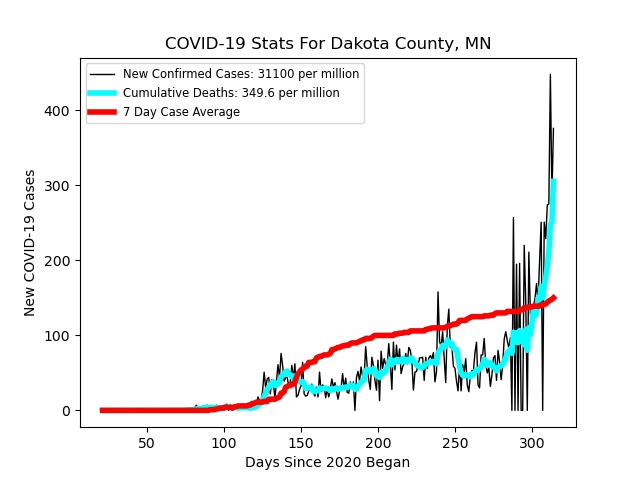 COVID-19 Stats For Dakota County, MN
New Confirmed Cases: 31100 per million
Cumulative Deaths: 349.6 per million
7 Day Case Average
New COVID-19 Cases
400
300
200
100
0
50 100 150 200 250 300
Days Since 2020 Began